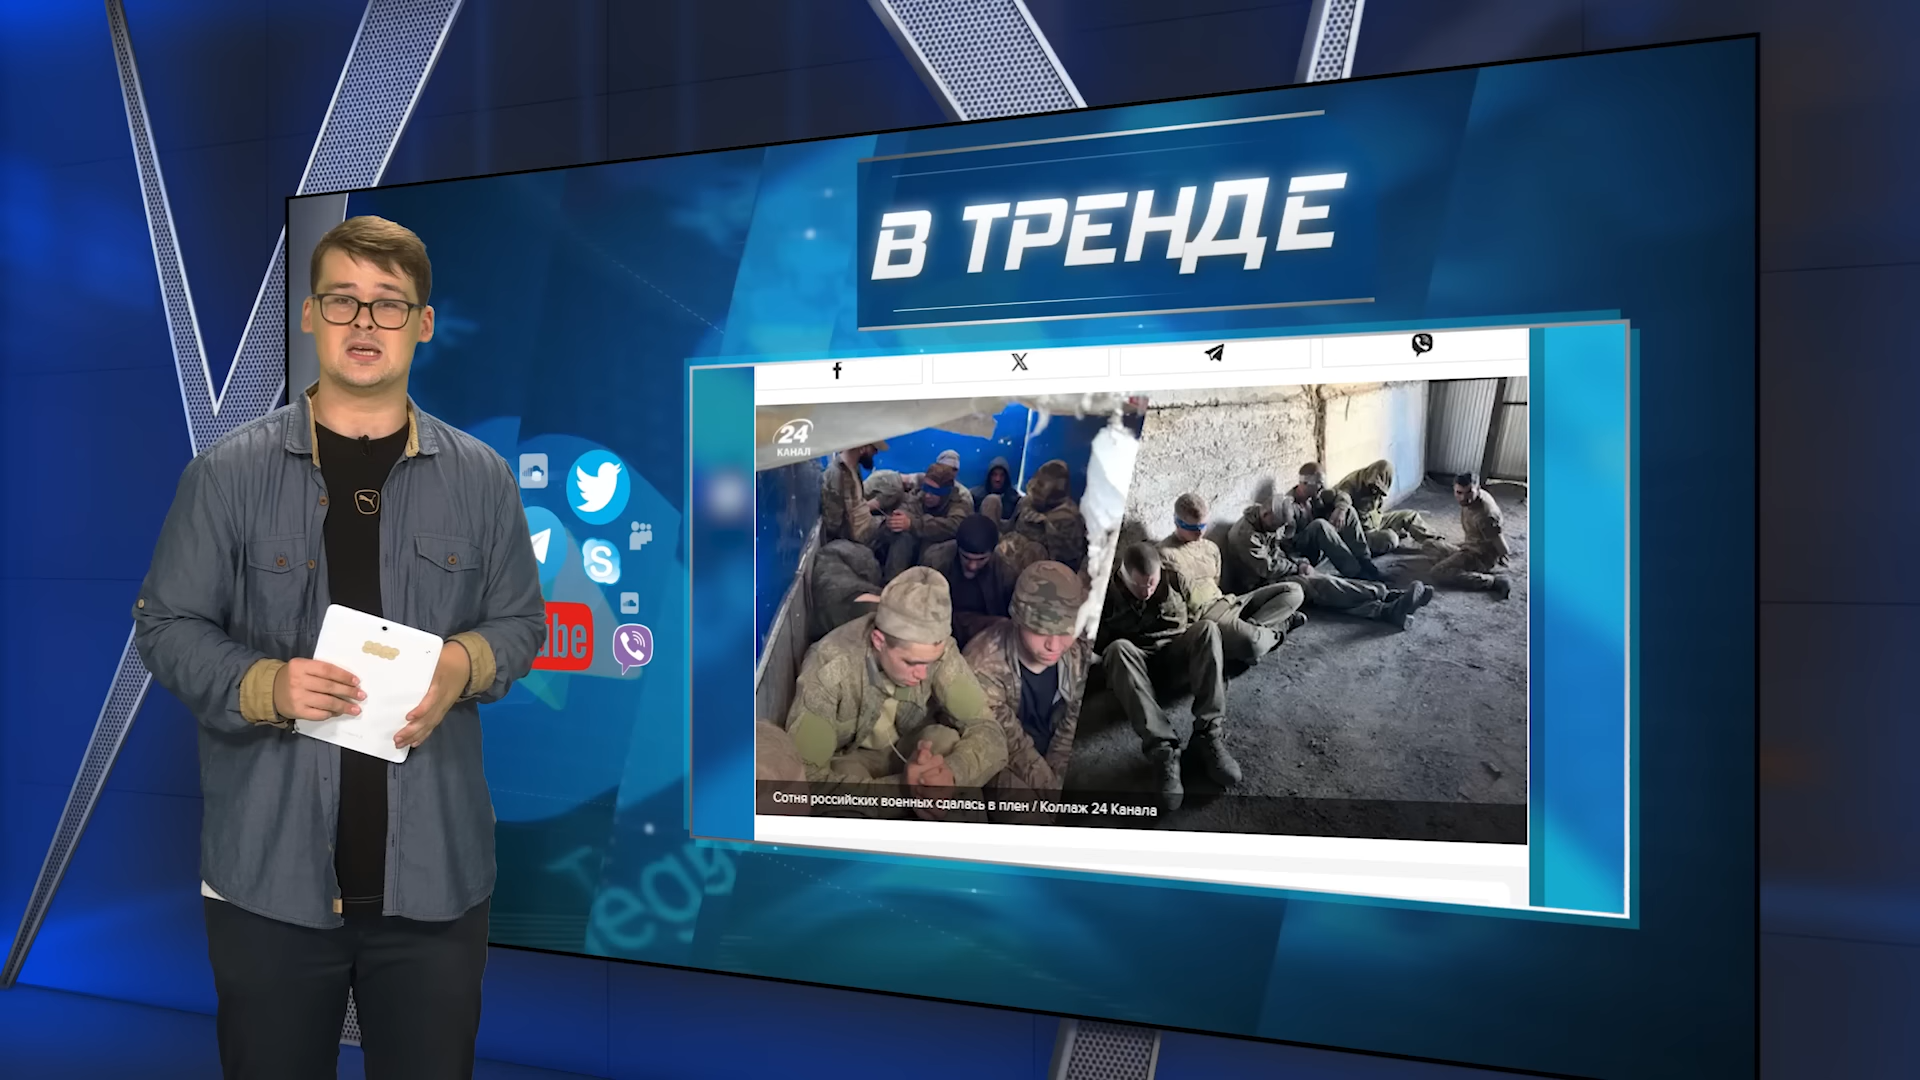 В ТРЕНДЕ
24
КАНАЛ
Сотня российских военных сдалась в плен / Коллаж 24 Канала